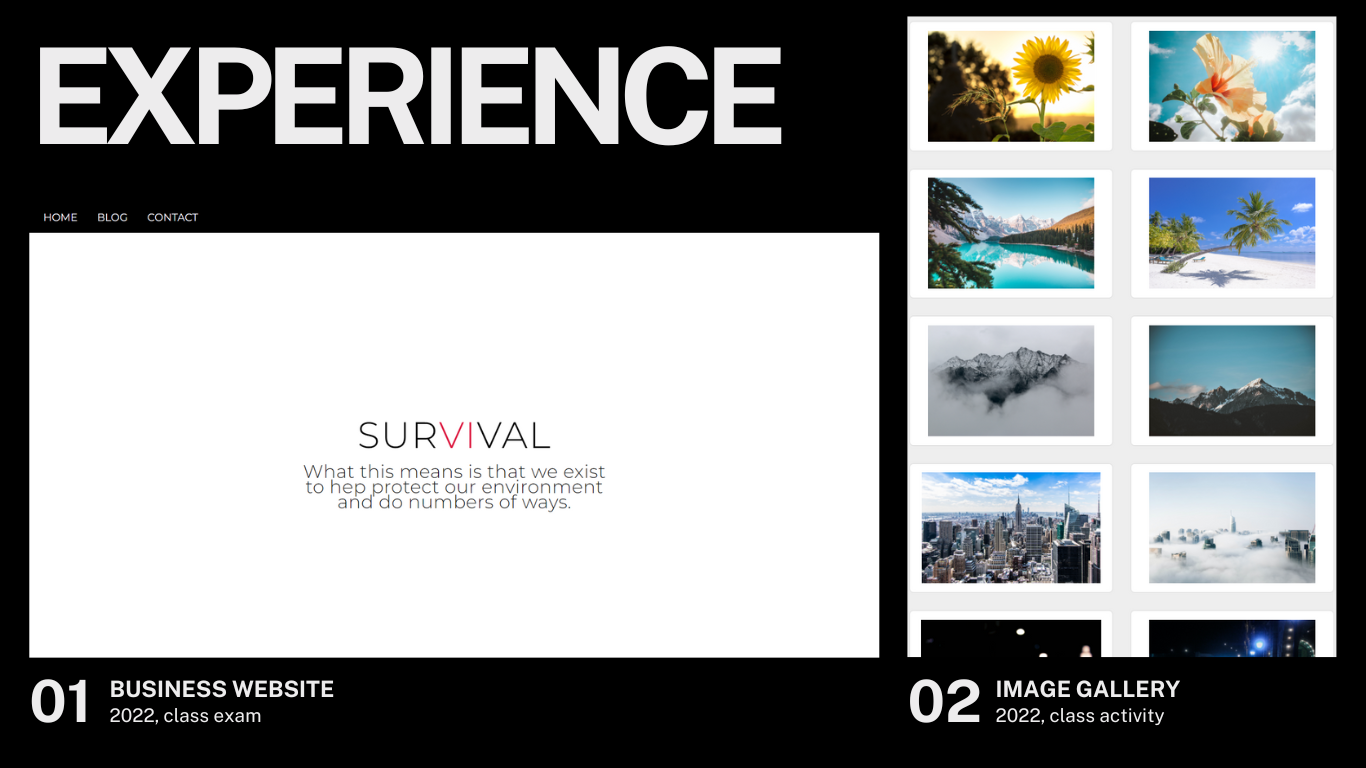 EXPERIENCE
HOME BLOG CONTACT
SURVIVAL
What this means is that we exist
to hep protect our environment
and do numbers of ways.
01 BUSINESS WEBSITE
2022, class exam
02 IMAGE GALLERY
2022, class activity